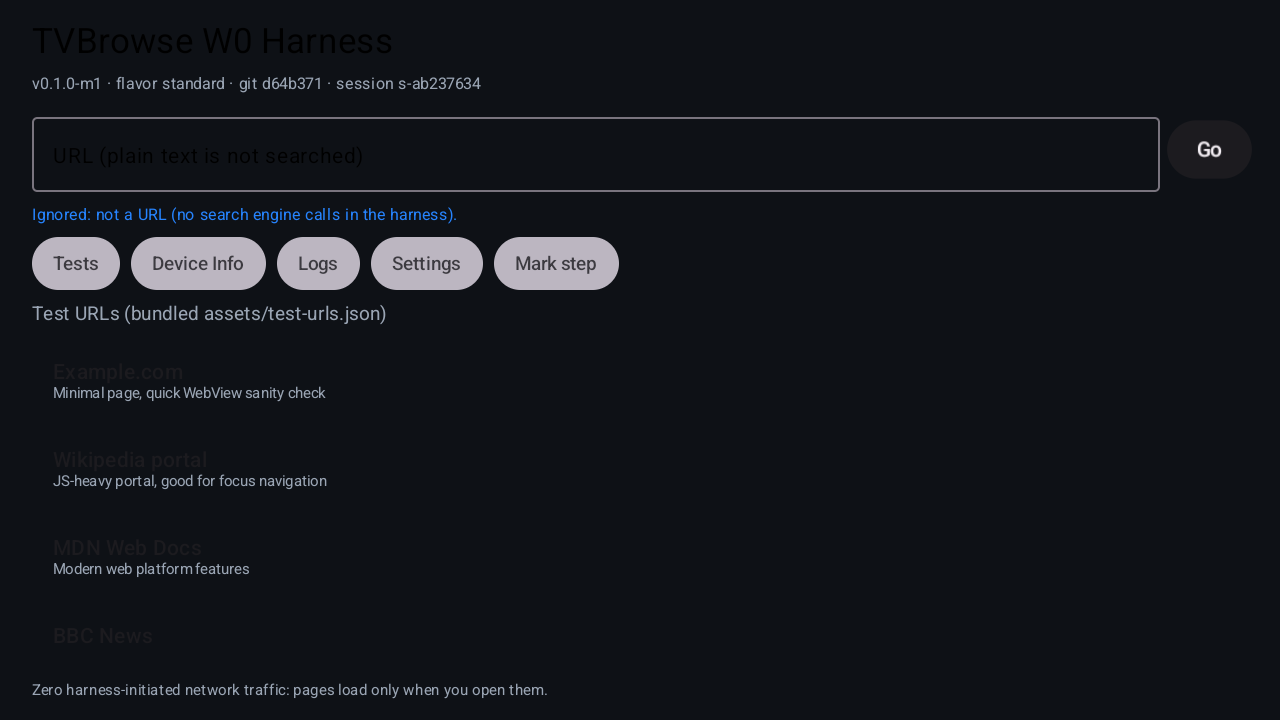 TVBrowse W0 Harness
v0.1.0-m1 · flavor standard · git d64b371 · session s-ab237634
URL (plain text is not searched)
Go
Ignored: not a URL (no search engine calls in the harness).
Tests
Device Info
Logs
Settings
Mark step
Test URLs (bundled assets/test-urls.json)
Example.com
Minimal page, quick WebView sanity check
Wikipedia portal
JS-heavy portal, good for focus navigation
MDN Web Docs
Modern web platform features
BBC News
Zero harness-initiated network traffic: pages load only when you open them.